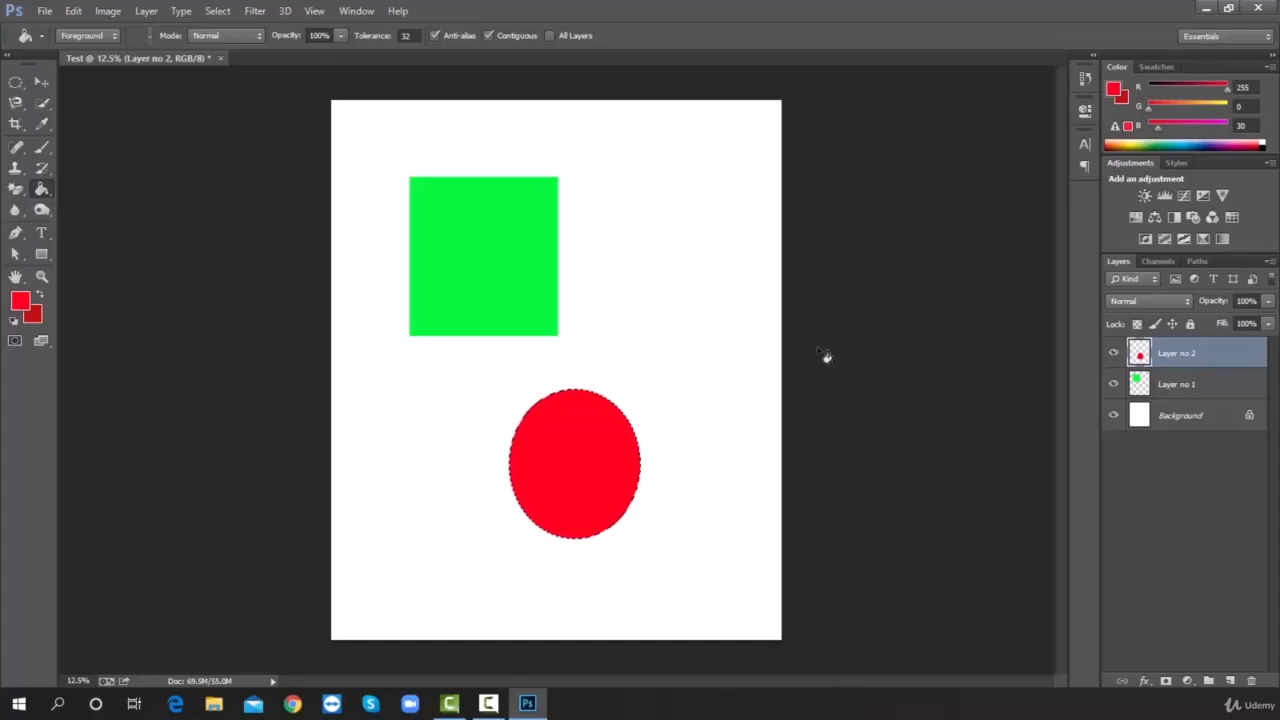 Ps File Edit Image Layer Type Select Filter 3D View Window Help
Foreground Mode: Normal Opacity: 100% Tolerance: 32 Anti-alias Contiguous All Layers Essentials
Test @ 12.5% (Layer no 2, RGB/8) * ×
Color Swatches
R 255
G 0
B 30
Adjustments Styles
Add an adjustment
Layers Channels Paths
Kind
Normal Opacity: 100%
Lock: Fill: 100%
Layer no 2
Layer no 1
Background
12.5% Doc: 69.5M/55.0M
Ps
Udemy